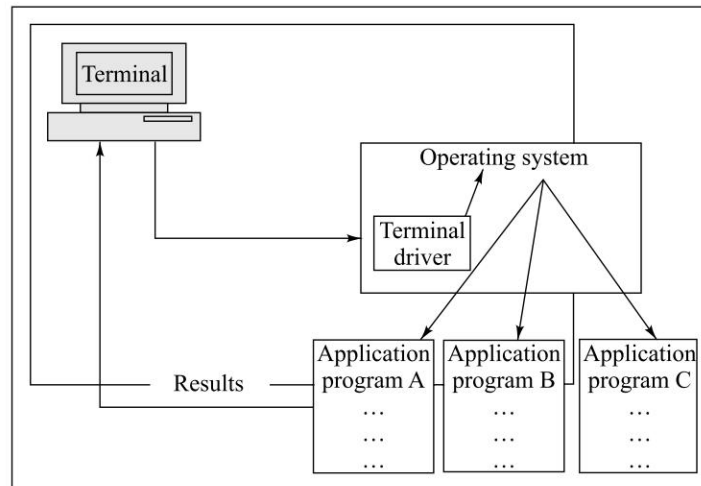 Terminal
Operating system
Terminal
driver
Application
program A
...
...
...
Application
program B
...
...
...
Application
program C
...
...
...
Results